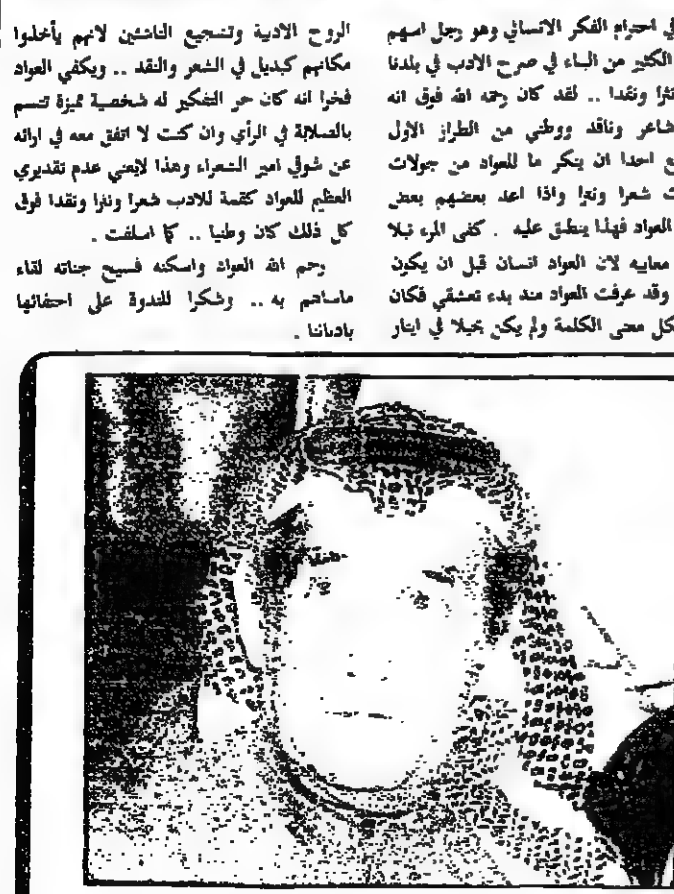 في احترام الفكر الانساني وهو رجل اسهم
الكثير من البناء في صرح الادب في بلدنا
نثرا ونقدا .. لقد كان رحمه الله فوق انه
شاعر وناقد ووطني من الطراز الاول
ع احدا ان ينكر ما للعواد من جولات
ت شعرا ونثرا واذا اعد بعضهم بعض
العواد فهذا ينطبق عليه . كفى المرء نبلا
معايبه لان العواد انسان قبل ان يكون
وقد عرفت العواد منذ بدء تعشقي فكان
كل معنى الكلمة ولم يكن بخيلا في ايثار
الروح الادبية وتشجيع الناشئين لانهم يأخذوا
مكانهم كبديل في الشعر والنقد .. ويكفي العواد
فخرا انه كان حر التفكير له شخصية مميزة تتسم
بالصلابة في الرأي وان كنت لا اتفق معه في ارائه
عن شوقي امير الشعراء وهذا لايعني عدم تقديري
العظيم للعواد كقمة للادب شعرا ونثرا ونقدا فوق
كل ذلك كان وطنيا .. كما اسلفت .
رحم الله العواد واسكنه فسيح جناته لقاء
ماساهم به .. وشكرا للندوة على احتفائها
بادبائنا .